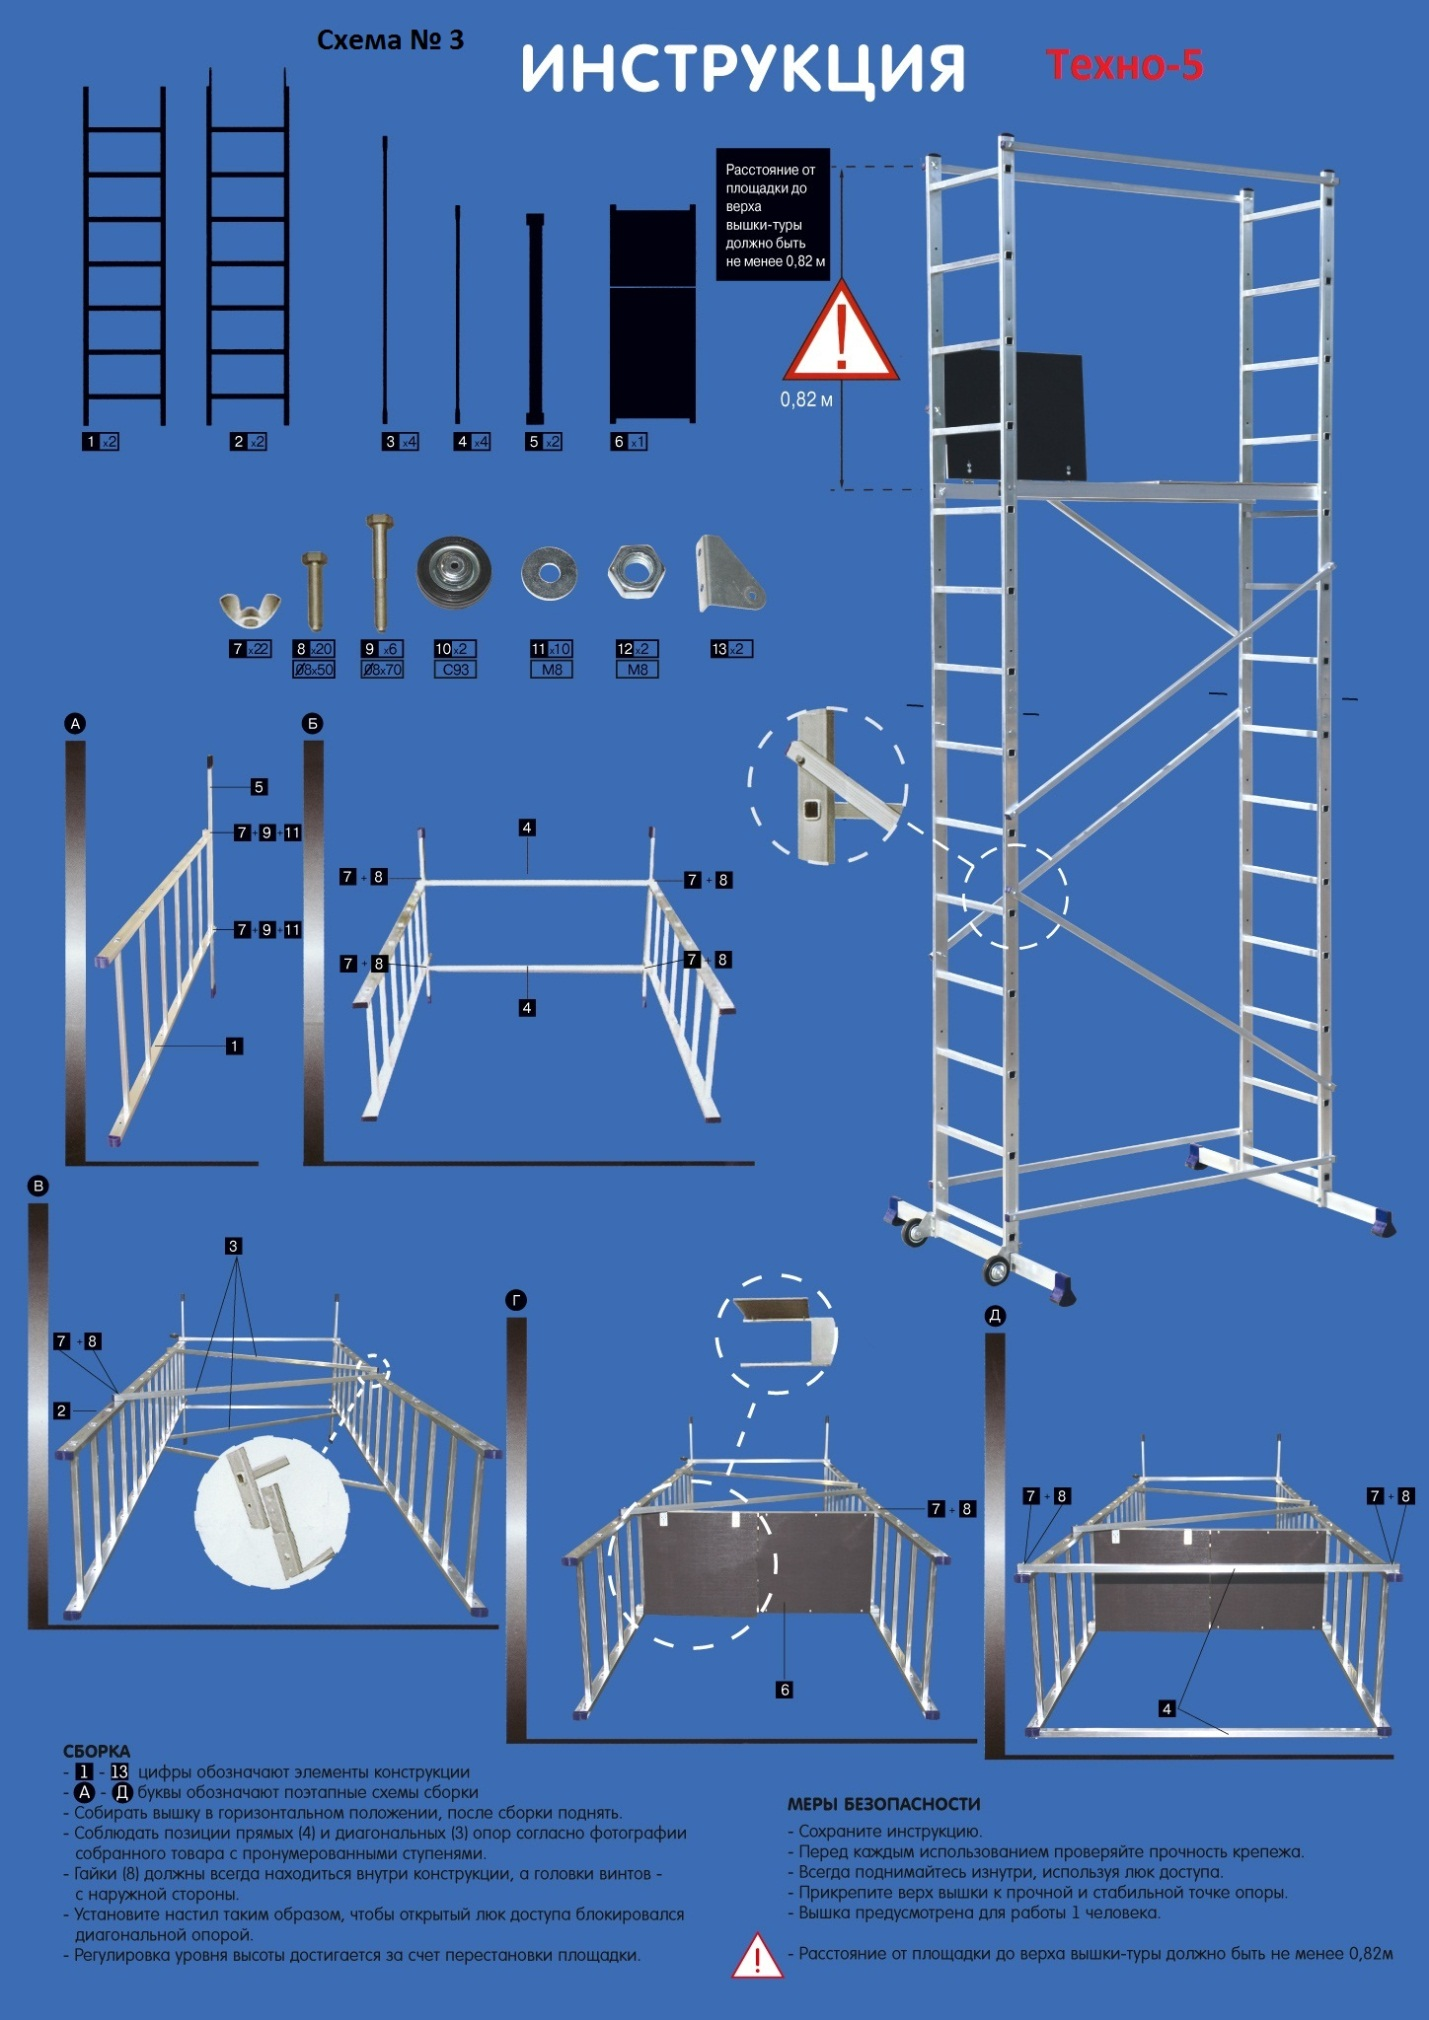 Схема № 3
ИНСТРУКЦИЯ
Техно-5
Расстояние от
площадки до
верха
вышки-туры
должно быть
не менее 0,82 м
0,82 м
1 x2
2 x2
3 x4
4 x4
5 x2
6 x1
7 x22
8 x20
Ø8x50
9 x6
Ø8x70
10 x2
C93
11 x10
M8
12 x2
M8
13 x2
А
5
7 + 9 + 11
7 + 9 + 11
1
Б
4
7 + 8
7 + 8
7 + 8
7 + 8
4
В
3
7 + 8
2
Г
7 + 8
6
Д
7 + 8
7 + 8
4
СБОРКА
- 1 - 13 цифры обозначают элементы конструкции
- А - Д буквы обозначают поэтапные схемы сборки
- Собирать вышку в горизонтальном положении, после сборки поднять.
- Соблюдать позиции прямых (4) и диагональных (3) опор согласно фотографии
собранного товара с пронумерованными ступенями.
- Гайки (8) должны всегда находиться внутри конструкции, а головки винтов -
с наружной стороны.
- Установите настил таким образом, чтобы открытый люк доступа блокировался
диагональной опорой.
- Регулировка уровня высоты достигается за счет перестановки площадки.
МЕРЫ БЕЗОПАСНОСТИ
- Сохраните инструкцию.
- Перед каждым использованием проверяйте прочность крепежа.
- Всегда поднимайтесь изнутри, используя люк доступа.
- Прикрепите верх вышки к прочной и стабильной точке опоры.
- Вышка предусмотрена для работы 1 человека.
- Расстояние от площадки до верха вышки-туры должно быть не менее 0,82м